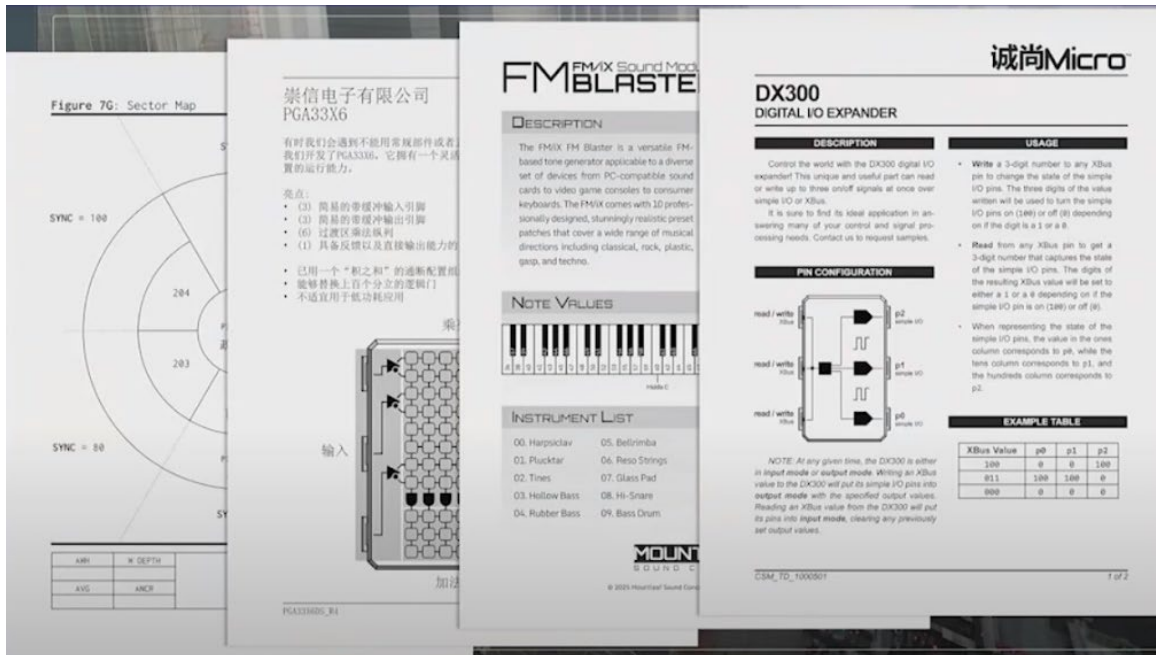 Figure 7G: Sector Map
SYNC = 100
204
203
SYNC = 80
AWH
W DEPTH
AVG
ANCR
崇信电子有限公司
PGA33X6
有时我们会遇到不能用常规部件或者
我们开发了PGA33X6。它拥有一个灵活
置的运行能力。
亮点:
• (3) 简易的带缓冲输入引脚
• (3) 简易的带缓冲输出引脚
• (6) 过渡区乘法纵列
• (1) 具备反馈以及直接输出能力的
• 已用一个“积之和”的通断配置组
• 能够替换上百个分立的逻辑门
• 不适宜用于低功耗应用
输入
加法
PGA33X6DS_R4
FM/iX Sound Modu
FM BLASTE
DESCRIPTION
The FM/iX FM Blaster is a versatile FM-
based tone generator applicable to a diverse
set of devices from PC-compatible sound
cards to video game consoles to consumer
keyboards. The FM/iX comes with 10 profes-
sionally designed, stunningly realistic preset
patches that cover a wide range of musical
directions including classical, rock, plastic,
gasp, and techno.
NOTE VALUES
Middle C
INSTRUMENT LIST
00. Harpsiclav
01. Plucktar
02. Tines
03. Hollow Bass
04. Rubber Bass
05. Bellrimba
06. Reso Strings
07. Glass Pad
08. Hi-Snare
09. Bass Drum
MOUNT
SOUND C
诚尚Micro
DX300
DIGITAL I/O EXPANDER
DESCRIPTION
Control the world with the DX300 digital I/O
expander! This unique and useful part can read
or write up to three on/off signals at once over
simple I/O or XBus.
It is sure to find its ideal application in an-
swering many of your control and signal pro-
cessing needs. Contact us to request samples.
PIN CONFIGURATION
read / write
XBus
read / write
XBus
read / write
XBus
p2
simple I/O
p1
simple I/O
p0
simple I/O
NOTE: At any given time, the DX300 is either
in input mode or output mode. Writing an XBus
value to the DX300 will put its simple I/O pins into
output mode with the specified output values.
Reading an XBus value from the DX300 will put
its pins into input mode, clearing any previously
set output values.
USAGE
• Write a 3-digit number to any XBus
pin to change the state of the simple
I/O pins. The three digits of the value
written will be used to turn the simple
I/O pins on (100) or off (0) depending
on if the digit is a 1 or a 0.
• Read from any XBus pin to get a
3-digit number that captures the state
of the simple I/O pins. The digits of
the resulting XBus value will be set to
either a 1 or a 0 depending on if the
simple I/O pin is on (100) or off (0).
• When representing the state of the
simple I/O pins, the value in the ones
column corresponds to p0, while the
tens column corresponds to p1, and
the hundreds column corresponds to
p2.
EXAMPLE TABLE
XBus Value p0 p1 p2
100 0 0 100
011 100 100 0
000 0 0 0
CSM_TD_1000501
1 of 2